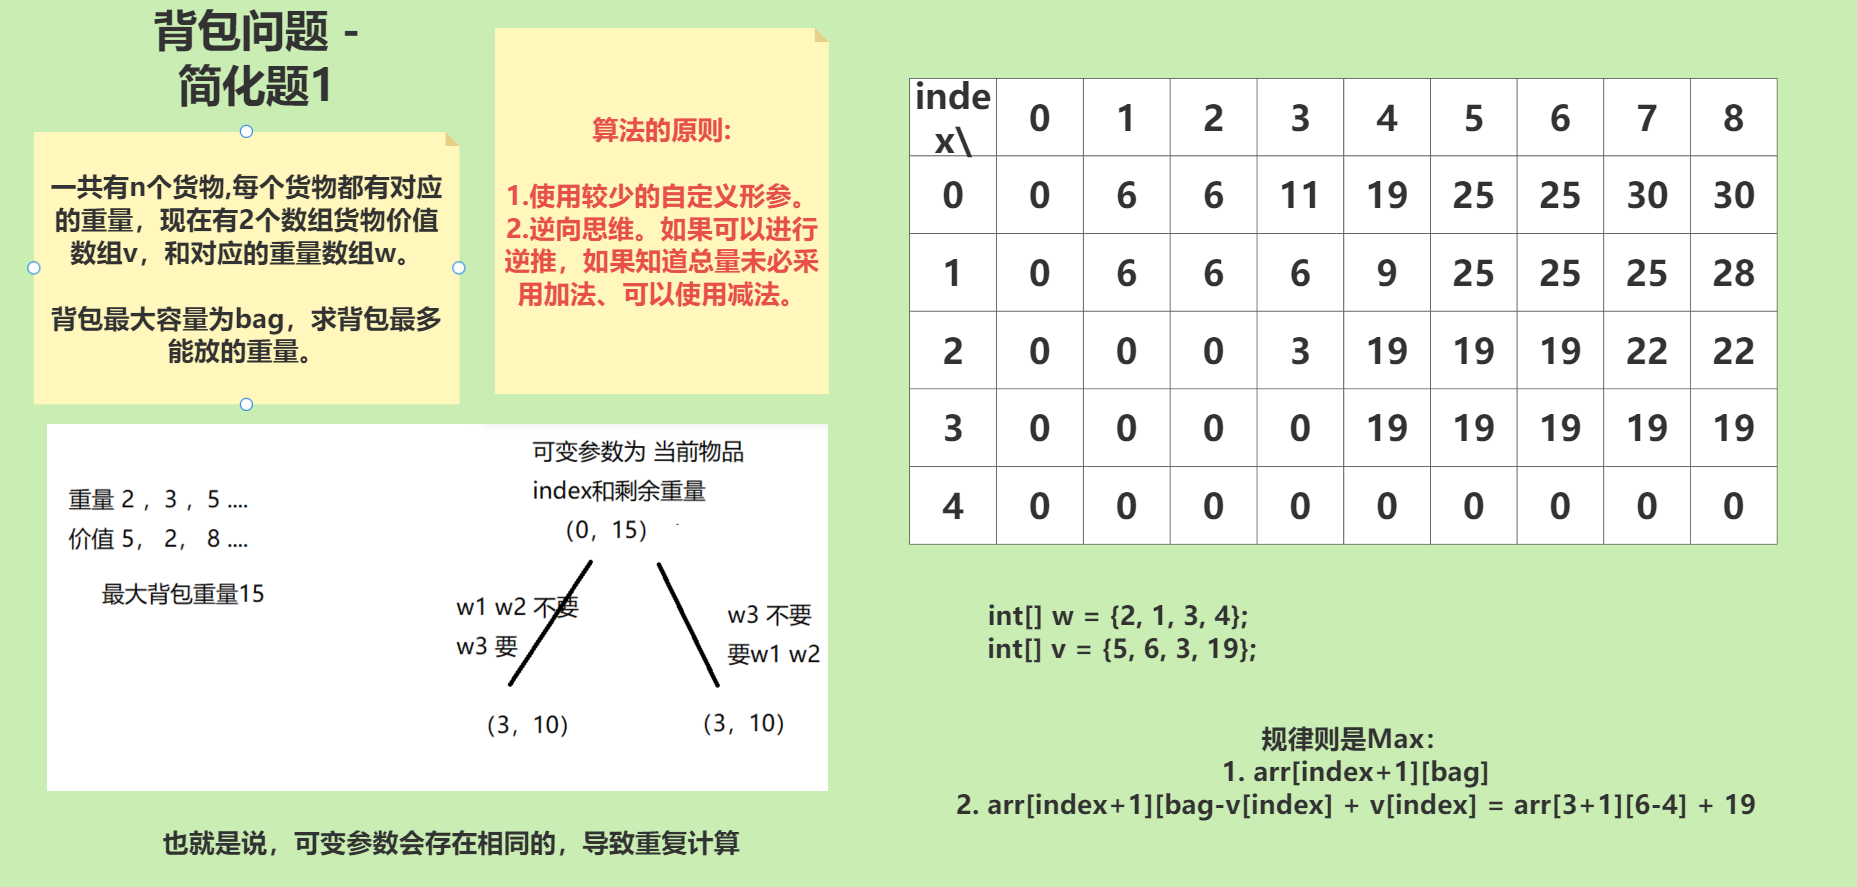 背包问题 -
简化题1
一共有n个货物,每个货物都有对应
的重量，现在有2个数组货物价值
数组v，和对应的重量数组w。
背包最大容量为bag，求背包最多
能放的重量。
算法的原则:
1.使用较少的自定义形参。
2.逆向思维。如果可以进行
逆推，如果知道总量未必采
用加法、可以使用减法。
重量 2 ，3 ，5 ....
价值 5， 2， 8 ....
最大背包重量15
可变参数为 当前物品
index和剩余重量
（0，15）
w1 w2 不要
w3 要
w3 不要
要w1 w2
（3，10）
（3，10）
也就是说，可变参数会存在相同的，导致重复计算
inde
x\ 0 1 2 3 4 5 6 7 8
0 0 6 6 11 19 25 25 30 30
1 0 6 6 6 9 25 25 25 28
2 0 0 0 3 19 19 19 22 22
3 0 0 0 0 19 19 19 19 19
4 0 0 0 0 0 0 0 0 0
int[] w = {2, 1, 3, 4};
int[] v = {5, 6, 3, 19};
规律则是Max：
1. arr[index+1][bag]
2. arr[index+1][bag-v[index] + v[index] = arr[3+1][6-4] + 19